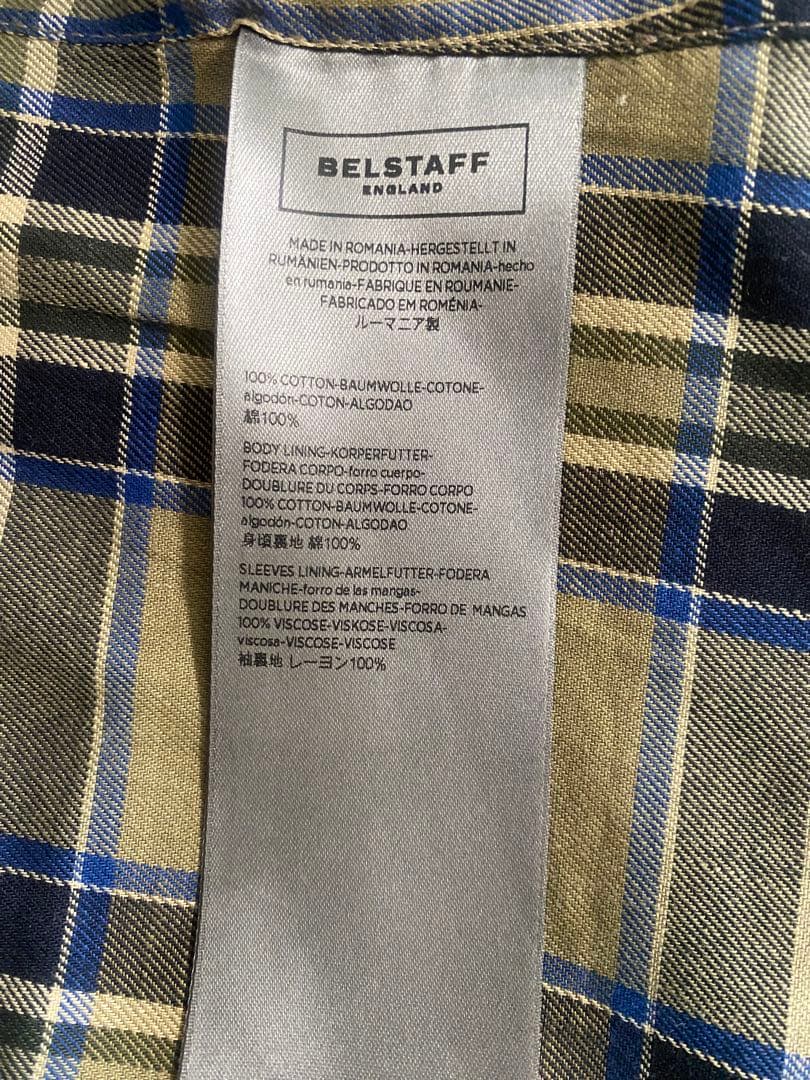 BELSTAFF
ENGLAND
MADE IN ROMANIA-HERGESTELLT IN
RUMÄNIEN-PRODOTTO IN ROMANIA-hecho
en rumania-FABRIQUE EN ROUMANIE-
FABRICADO EM ROMÉNIA-
ルーマニア製
100% COTTON-BAUMWOLLE-COTONE-
algodón-COTON-ALGODAO
綿100%
BODY LINING-KORPERFUTTER-
FODERA CORPO-forro cuerpo-
DOUBLURE DU CORPS-FORRO CORPO
100% COTTON-BAUMWOLLE-COTONE-
algodón-COTON-ALGODAO
身頃裏地 綿100%
SLEEVES LINING-ARMELFUTTER-FODERA
MANICHE-forro de las mangas-
DOUBLURE DES MANCHES-FORRO DE MANGAS
100% VISCOSE-VISKOSE-VISCOSA-
viscosa-VISCOSE-VISCOSE
袖裏地 レーヨン100%